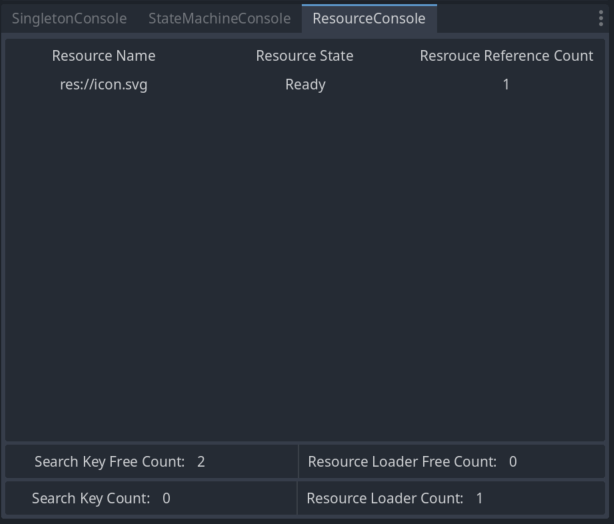 SingletonConsole StateMachineConsole ResourceConsole
Resource Name Resource State Resrouce Reference Count
res://icon.svg Ready 1
Search Key Free Count: 2 Resource Loader Free Count: 0
Search Key Count: 0 Resource Loader Count: 1